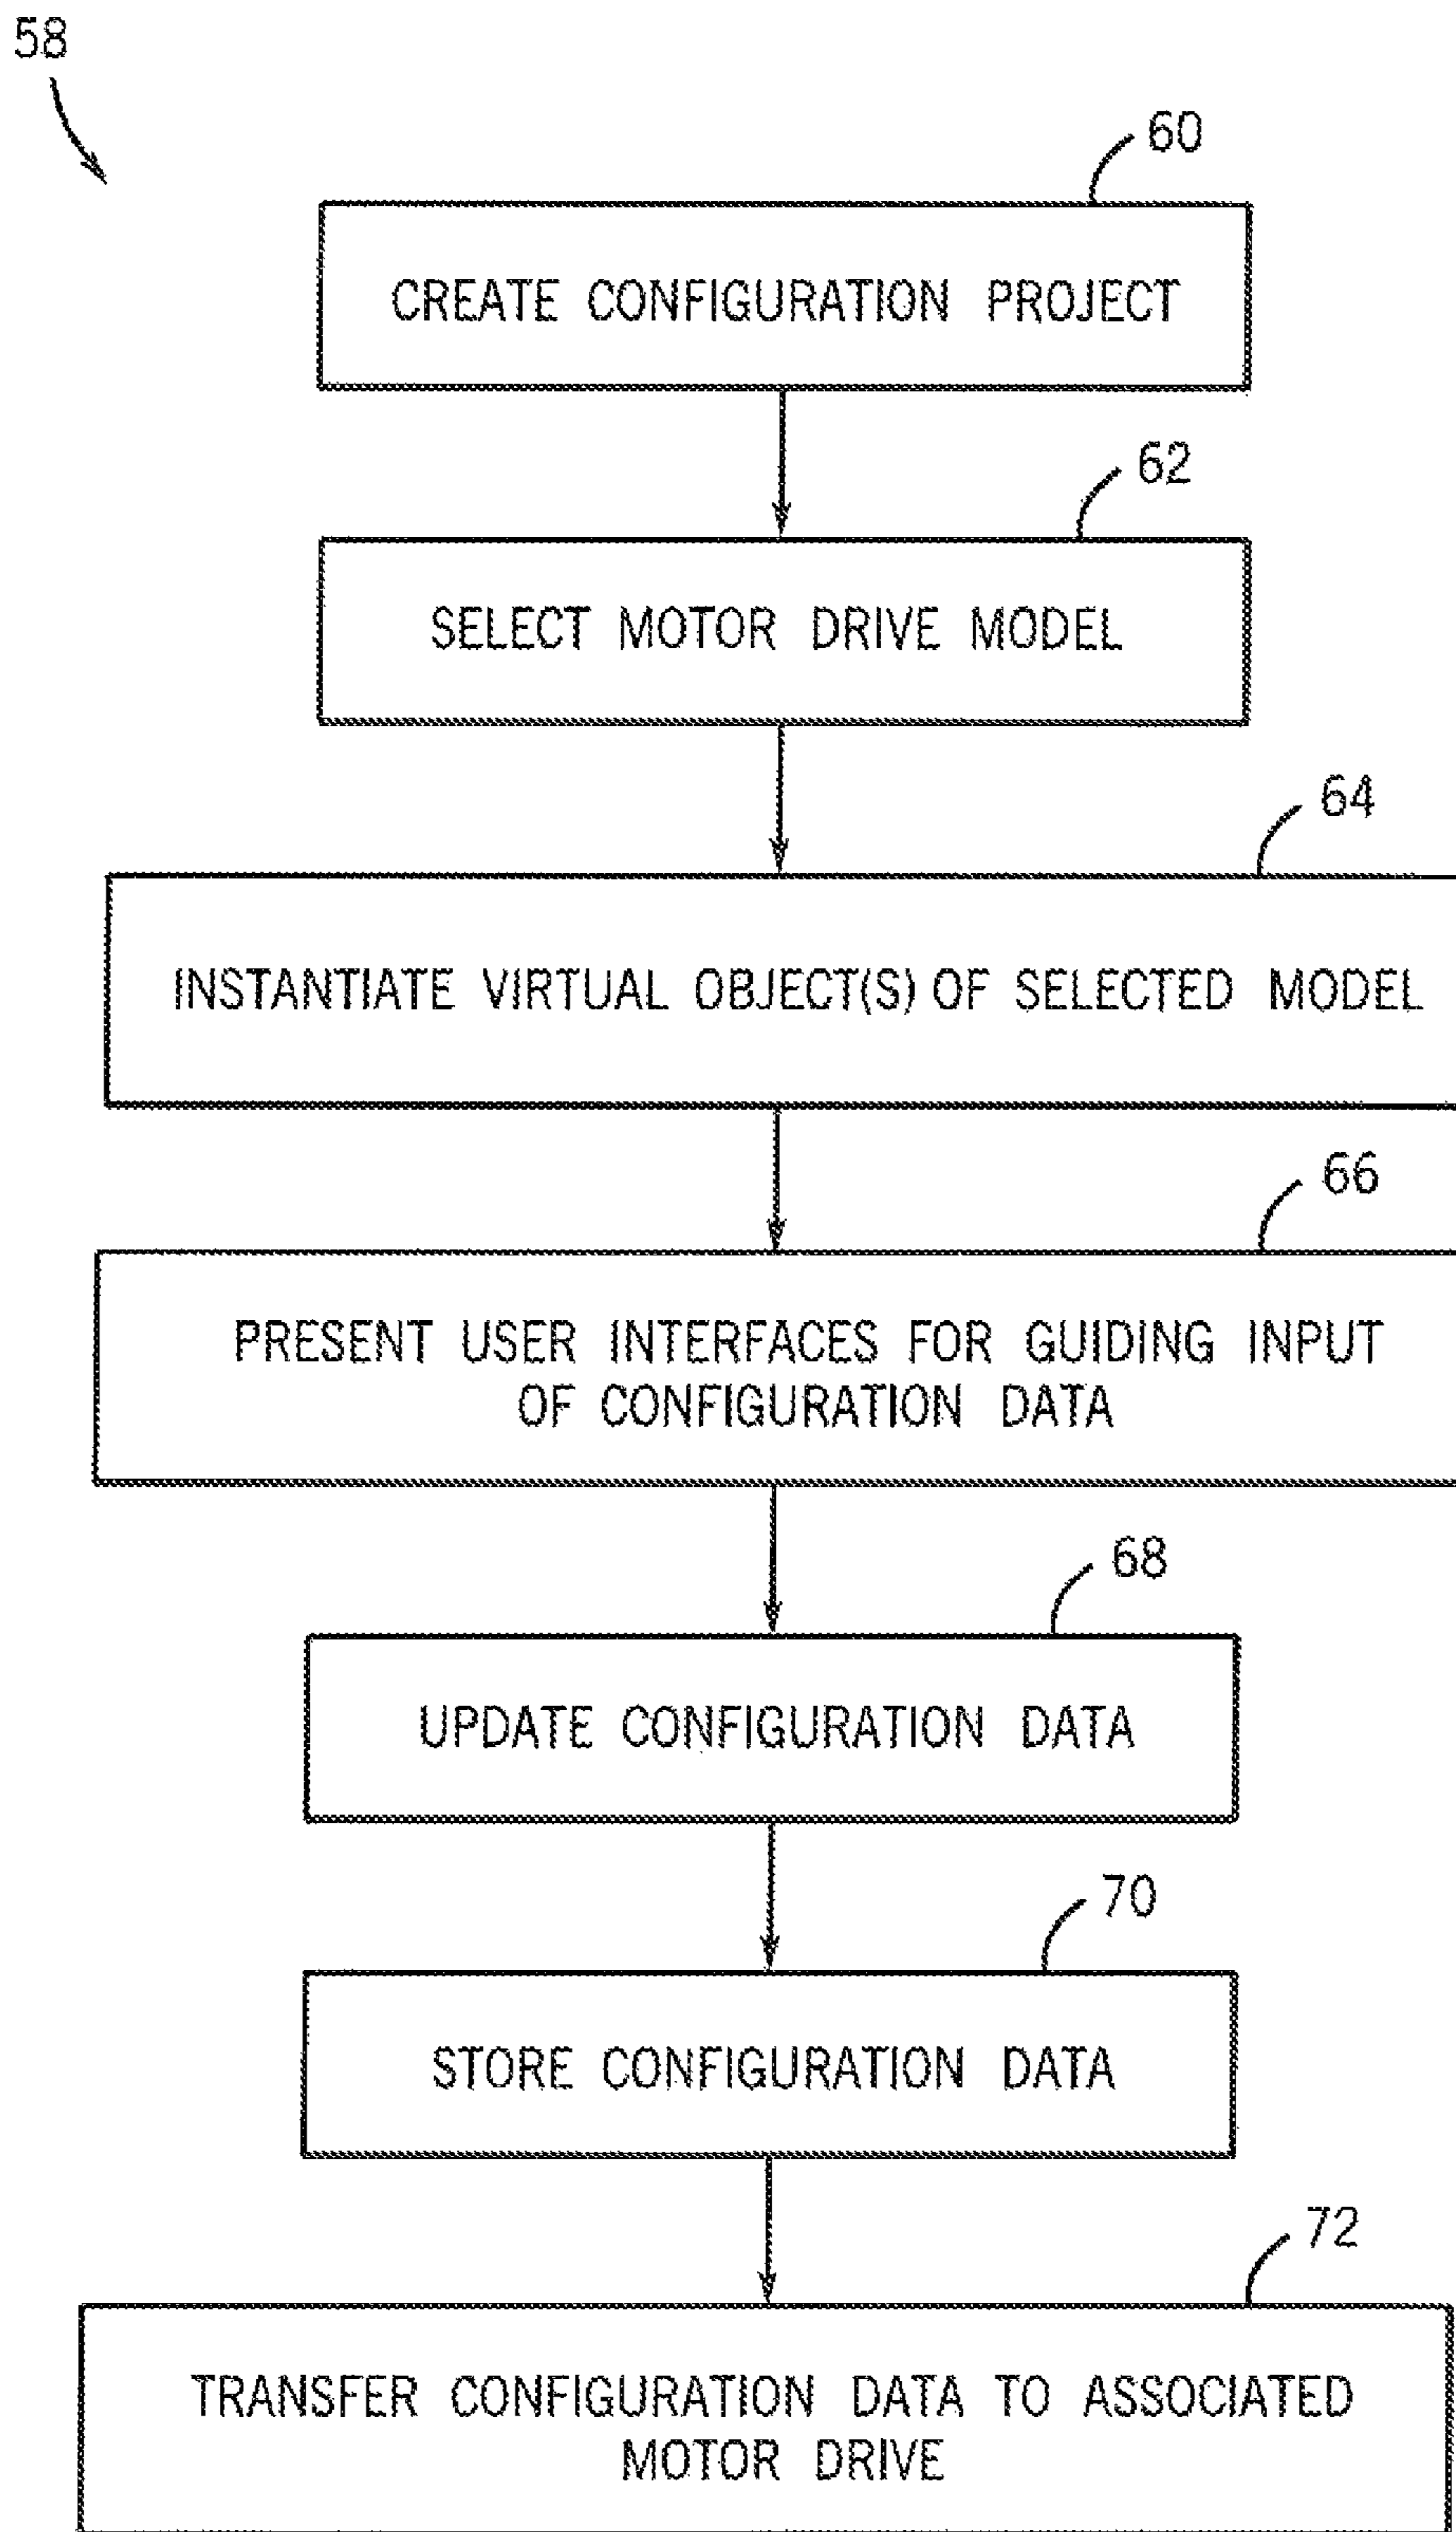 58
60
CREATE CONFIGURATION PROJECT
62
SELECT MOTOR DRIVE MODEL
64
INSTANTIATE VIRTUAL OBJECT(S) OF SELECTED MODEL
66
PRESENT USER INTERFACES FOR GUIDING INPUT
OF CONFIGURATION DATA
68
UPDATE CONFIGURATION DATA
70
STORE CONFIGURATION DATA
72
TRANSFER CONFIGURATION DATA TO ASSOCIATED
MOTOR DRIVE